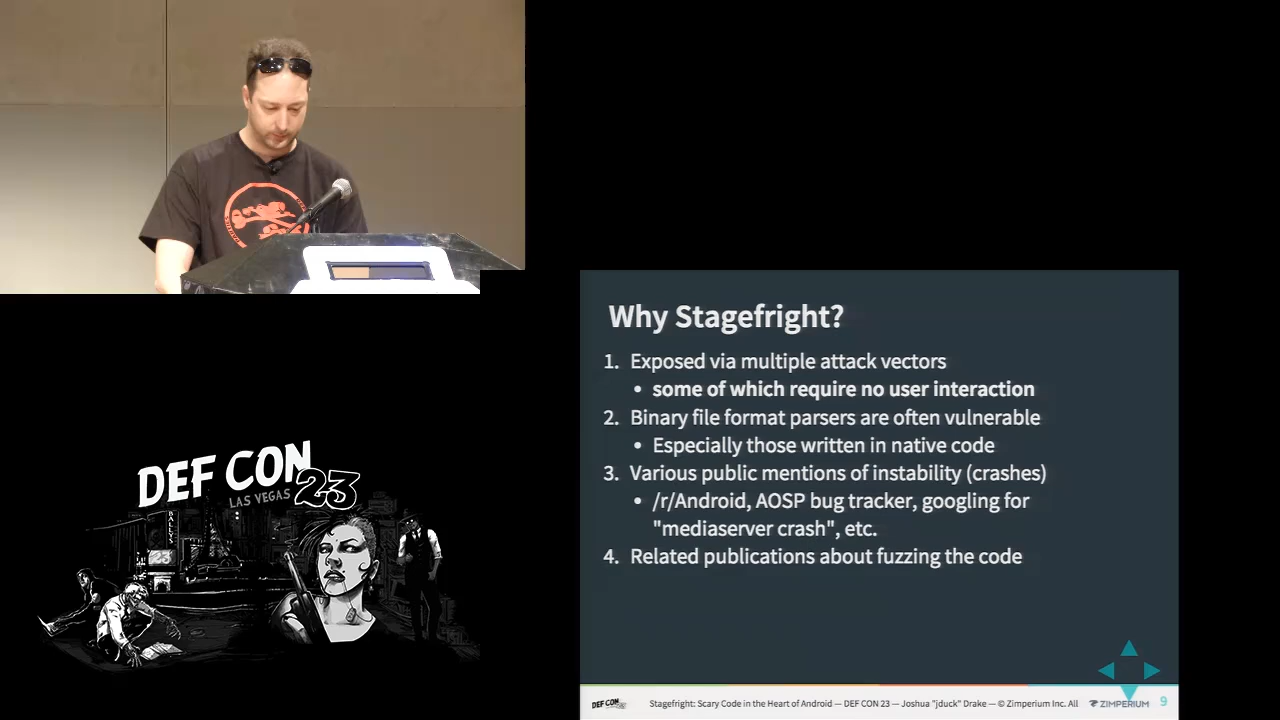 Why Stagefright?
1. Exposed via multiple attack vectors
• some of which require no user interaction
2. Binary file format parsers are often vulnerable
• Especially those written in native code
3. Various public mentions of instability (crashes)
• /r/Android, AOSP bug tracker, googling for
"mediaserver crash", etc.
4. Related publications about fuzzing the code
DEF CON 23
LAS VEGAS
BALLYS
DEF CON
Stagefright: Scary Code in the Heart of Android — DEF CON 23 — Joshua "jduck" Drake — © Zimperium Inc. All
ZIMPERIUM
9